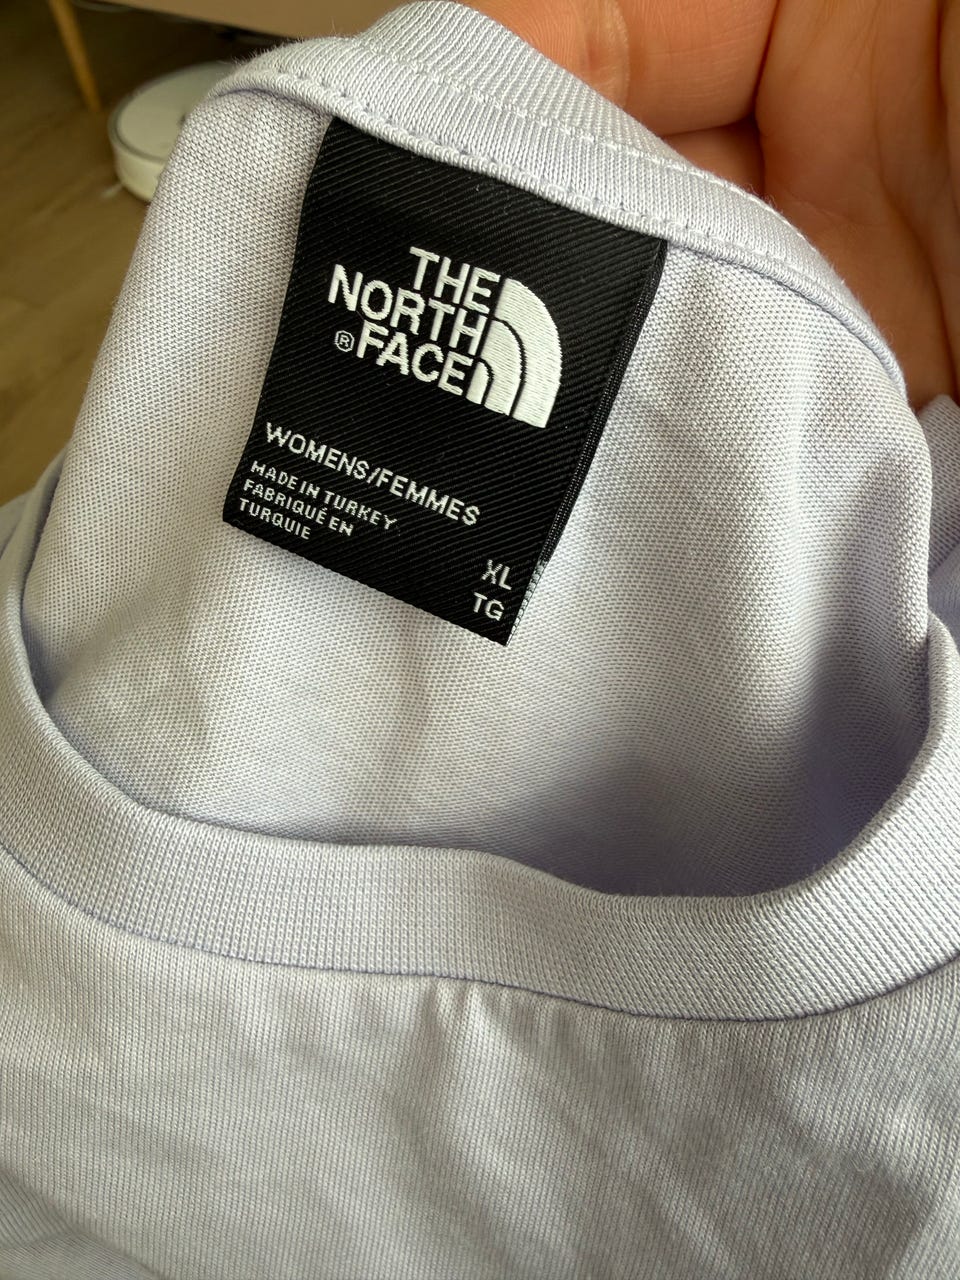 THE
NORTH
® FACE
WOMENS/FEMMES
MADE IN TURKEY
FABRIQUÉ EN
TURQUIE
XL
TG